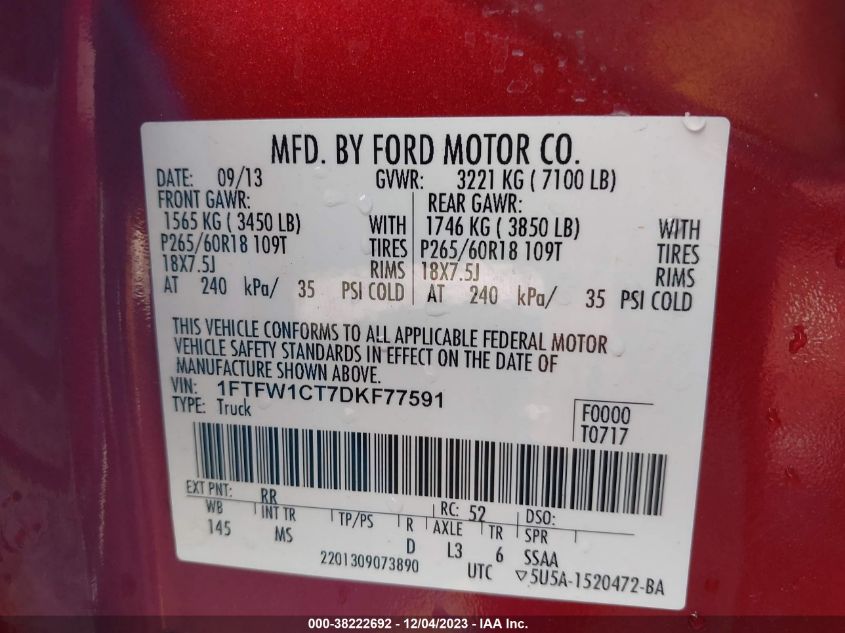 MFD. BY FORD MOTOR CO.
DATE: 09/13 GVWR: 3221 KG ( 7100 LB)
FRONT GAWR: REAR GAWR:
1565 KG ( 3450 LB) WITH 1746 KG ( 3850 LB) WITH
P265/60R18 109T TIRES P265/60R18 109T TIRES
18X7.5J RIMS 18X7.5J RIMS
AT 240 kPa/ 35 PSI COLD AT 240 kPa/ 35 PSI COLD
THIS VEHICLE CONFORMS TO ALL APPLICABLE FEDERAL MOTOR
VEHICLE SAFETY STANDARDS IN EFFECT ON THE DATE OF
MANUFACTURE SHOWN ABOVE.
VIN: 1FTFW1CT7DKF77591
TYPE: Truck
F0000
T0717
EXT PNT: RR RC: 52 DSO:
WB INT TR TP/PS R AXLE TR SPR
145 MS D L3 6 SSAA
2201309073890 UTC ▽5U5A-1520472-BA
000-38222692 - 12/04/2023 - IAA Inc.